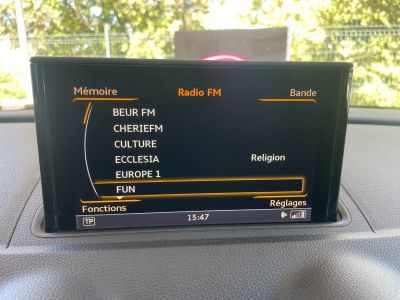 Mémoire Radio FM Bande
BEUR FM
CHERIEFM
CULTURE
ECCLESIA Religion
EUROPE 1
FUN
Fonctions Réglages
TP 15:47